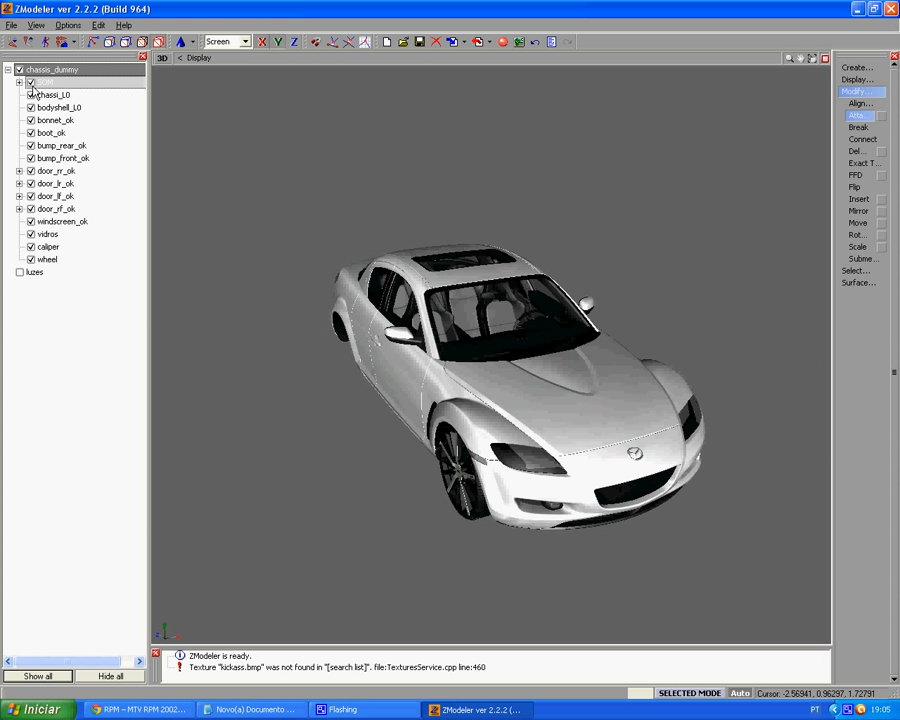 ZModeler ver 2.2.2 (Build 964)
File View Options Edit Help
Screen X Y Z
3D < Display
chassis_dummy
chassi_L0
bodyshell_L0
bonnet_ok
boot_ok
bump_rear_ok
bump_front_ok
door_rr_ok
door_lr_ok
door_lf_ok
door_rf_ok
windscreen_ok
vidros
caliper
wheel
luzes
Show all Hide all
Create...
Display...
Modify...
Align...
Atta...
Break
Connect
Del...
Exact T...
FFD
Flip
Insert
Mirror
Move
Rot...
Scale
Subme...
Select...
Surface...
ZModeler is ready.
Texture "kickass.bmp" was not found in "[search list]". file:TexturesService.cpp line:460
SELECTED MODE Auto Cursor: -2.56941, 0.96297, 1.72791
Iniciar RPM – MTV RPM 2002... Novo(a) Documento ... Flashing ZModeler ver 2.2.2 (... PT 19:05